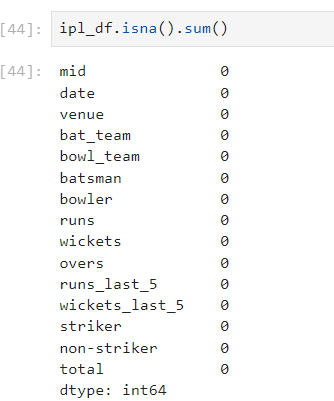 [44]: ipl_df.isna().sum()
[44]: mid 0
date 0
venue 0
bat_team 0
bowl_team 0
batsman 0
bowler 0
runs 0
wickets 0
overs 0
runs_last_5 0
wickets_last_5 0
striker 0
non-striker 0
total 0
dtype: int64